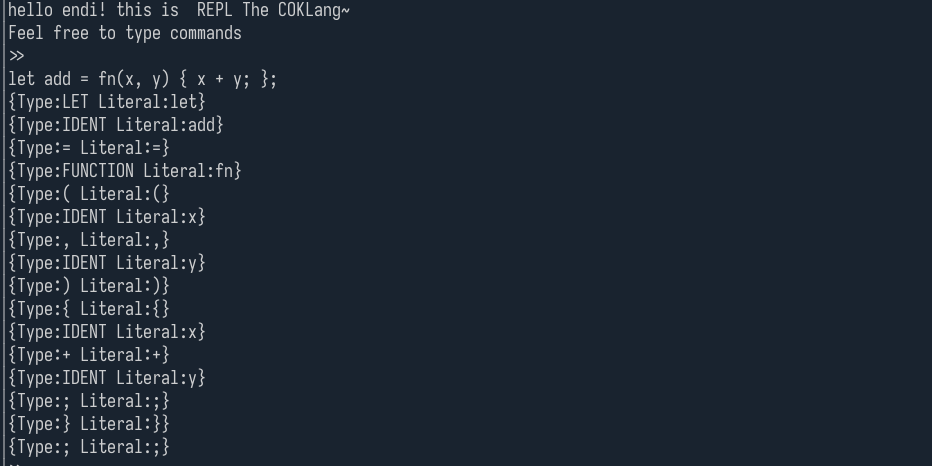 hello endi! this is  REPL The COKLang~
Feel free to type commands
>>
let add = fn(x, y) { x + y; };
{Type:LET Literal:let}
{Type:IDENT Literal:add}
{Type:= Literal:=}
{Type:FUNCTION Literal:fn}
{Type:( Literal:(}
{Type:IDENT Literal:x}
{Type:, Literal:,}
{Type:IDENT Literal:y}
{Type:) Literal:)}
{Type:{ Literal:{}
{Type:IDENT Literal:x}
{Type:+ Literal:+}
{Type:IDENT Literal:y}
{Type:; Literal:;}
{Type:} Literal:}}
{Type:; Literal:;}